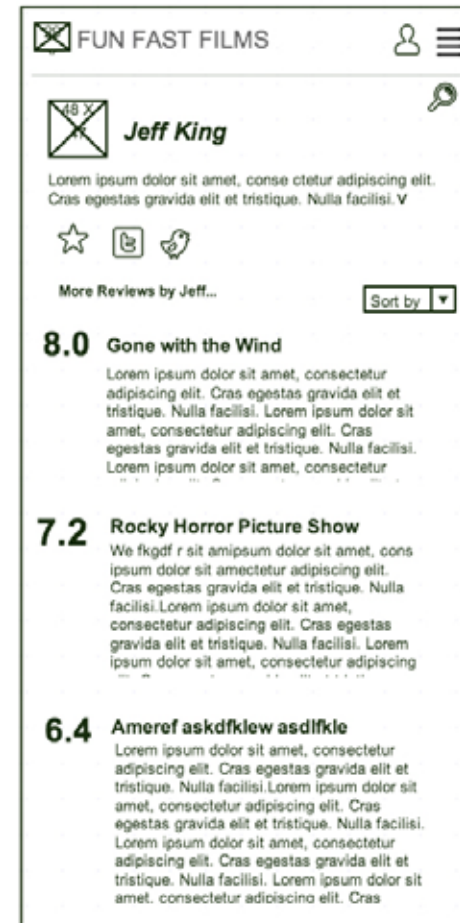 FUN FAST FILMS
48 X
Jeff King
Lorem ipsum dolor sit amet, conse ctetur adipiscing elit.
Cras egestas gravida elit et tristique. Nulla facilisi. V
More Reviews by Jeff...
Sort by
8.0 Gone with the Wind
Lorem ipsum dolor sit amet, consectetur
adipiscing elit. Cras egestas gravida elit et
tristique. Nulla facilisi. Lorem ipsum dolor sit
amet, consectetur adipiscing elit. Cras
egestas gravida elit et tristique. Nulla facilisi.
Lorem ipsum dolor sit amet, consectetur
7.2 Rocky Horror Picture Show
We fkgdf r sit amipsum dolor sit amet, cons
ipsum dolor sit amectetur adipiscing elit.
Cras egestas gravida elit et tristique. Nulla
facilisi.Lorem ipsum dolor sit amet,
consectetur adipiscing elit. Cras egestas
gravida elit et tristique. Nulla facilisi. Lorem
ipsum dolor sit amet, consectetur adipiscing
6.4 Ameref askdfklew asdlfkle
Lorem ipsum dolor sit amet, consectetur
adipiscing elit. Cras egestas gravida elit et
tristique. Nulla facilisi.Lorem ipsum dolor sit
amet, consectetur adipiscing elit. Cras
egestas gravida elit et tristique. Nulla facilisi.
Lorem ipsum dolor sit amet, consectetur
adipiscing elit. Cras egestas gravida elit et
tristique. Nulla facilisi. Lorem ipsum dolor sit
amet, consectetur adipiscing elit. Cras